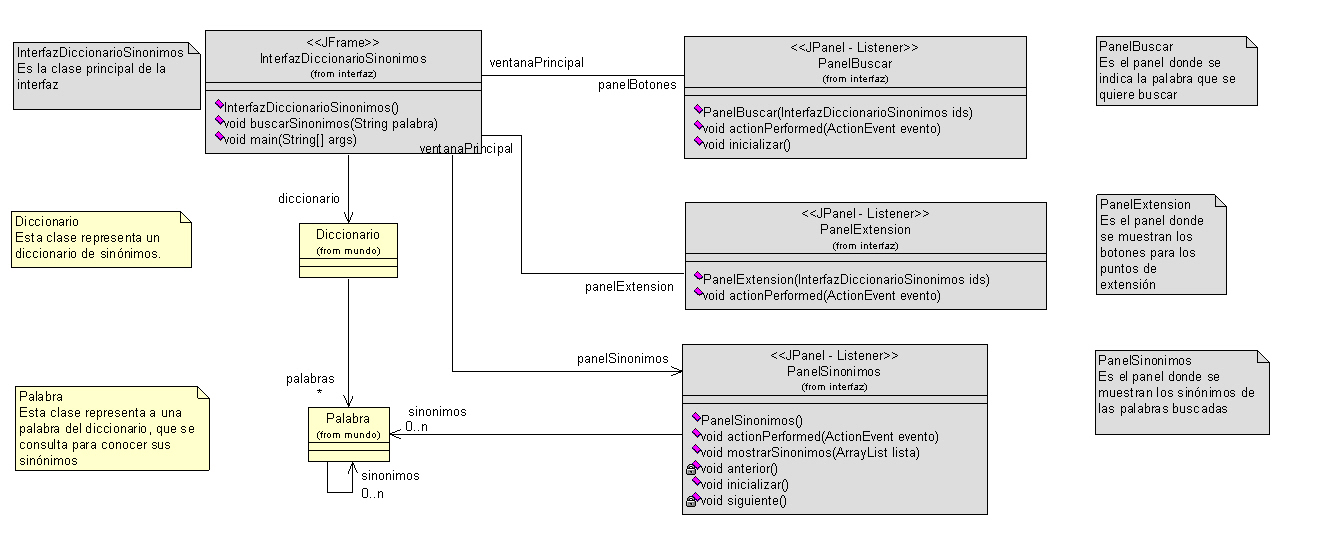 InterfazDiccionarioSinonimos
Es la clase principal de la
interfaz
<<JFrame>>
InterfazDiccionarioSinonimos
(from interfaz)
InterfazDiccionarioSinonimos()
void buscarSinonimos(String palabra)
void main(String[] args)
ventanaPrincipal
panelBotones
<<JPanel - Listener>>
PanelBuscar
(from interfaz)
PanelBuscar(InterfazDiccionarioSinonimos ids)
void actionPerformed(ActionEvent evento)
void inicializar()
PanelBuscar
Es el panel donde se
indica la palabra que se
quiere buscar
ventanaPrincipal
diccionario
Diccionario
Esta clase representa un
diccionario de sinónimos.
Diccionario
(from mundo)
panelExtension
<<JPanel - Listener>>
PanelExtension
(from interfaz)
PanelExtension(InterfazDiccionarioSinonimos ids)
void actionPerformed(ActionEvent evento)
PanelExtension
Es el panel donde
se muestran los
botones para los
puntos de
extensión
panelSinonimos
<<JPanel - Listener>>
PanelSinonimos
(from interfaz)
PanelSinonimos()
void actionPerformed(ActionEvent evento)
void mostrarSinonimos(ArrayList lista)
void anterior()
void inicializar()
void siguiente()
PanelSinonimos
Es el panel donde se
muestran los sinónimos de
las palabras buscadas
palabras
*
Palabra
Esta clase representa a una
palabra del diccionario, que se
consulta para conocer sus
sinónimos
Palabra
(from mundo)
sinonimos
0..n
sinonimos
0..n